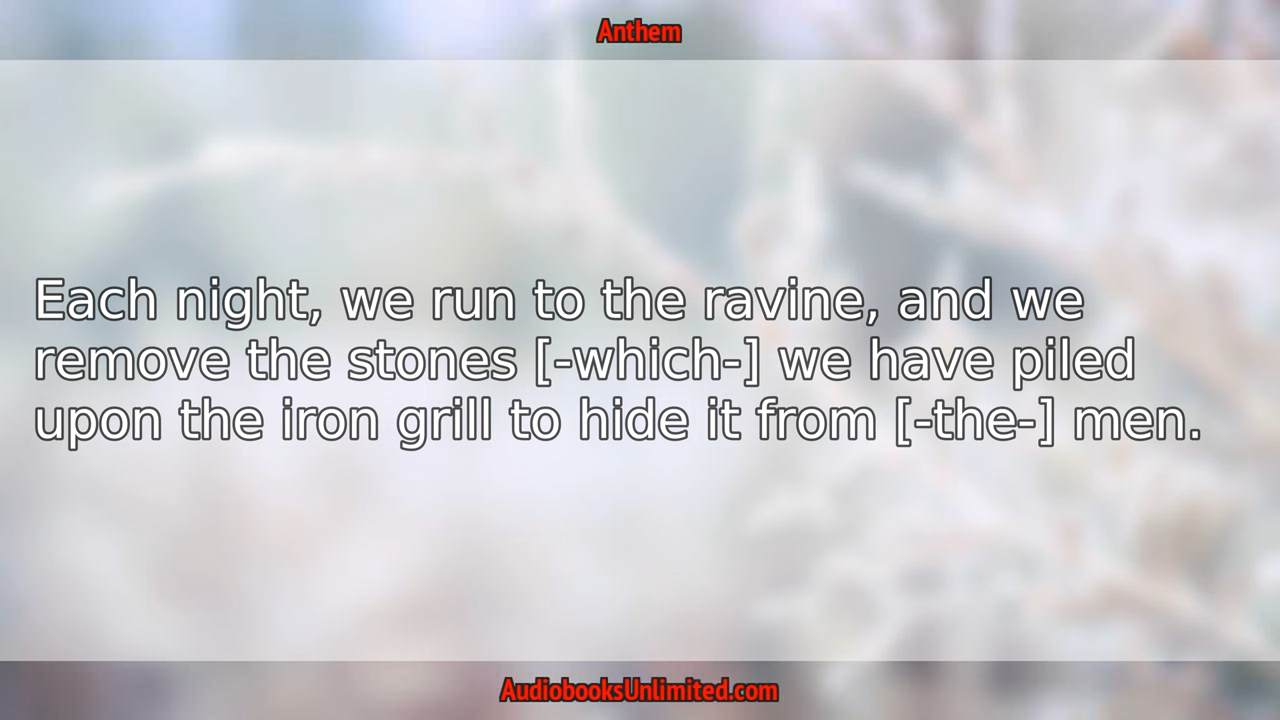 Anthem
Each night, we run to the ravine, and we
remove the stones [-which-] we have piled
upon the iron grill to hide it from [-the-] men.
AudiobooksUnlimited.com